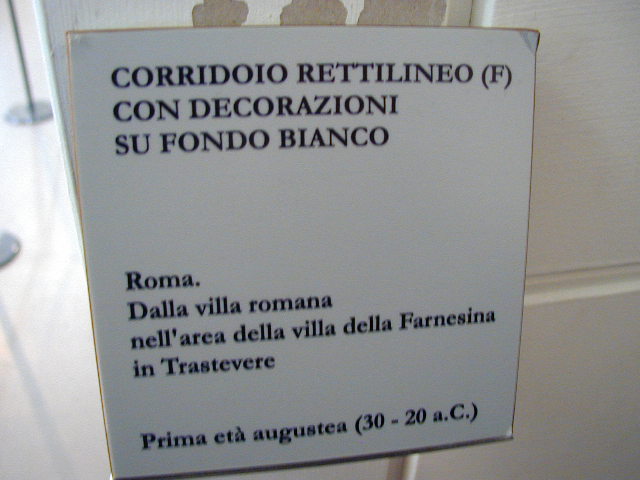 CORRIDOIO RETTILINEO (F)
CON DECORAZIONI
SU FONDO BIANCO
Roma.
Dalla villa romana
nell'area della villa della Farnesina
in Trastevere
Prima età augustea (30 - 20 a.C.)